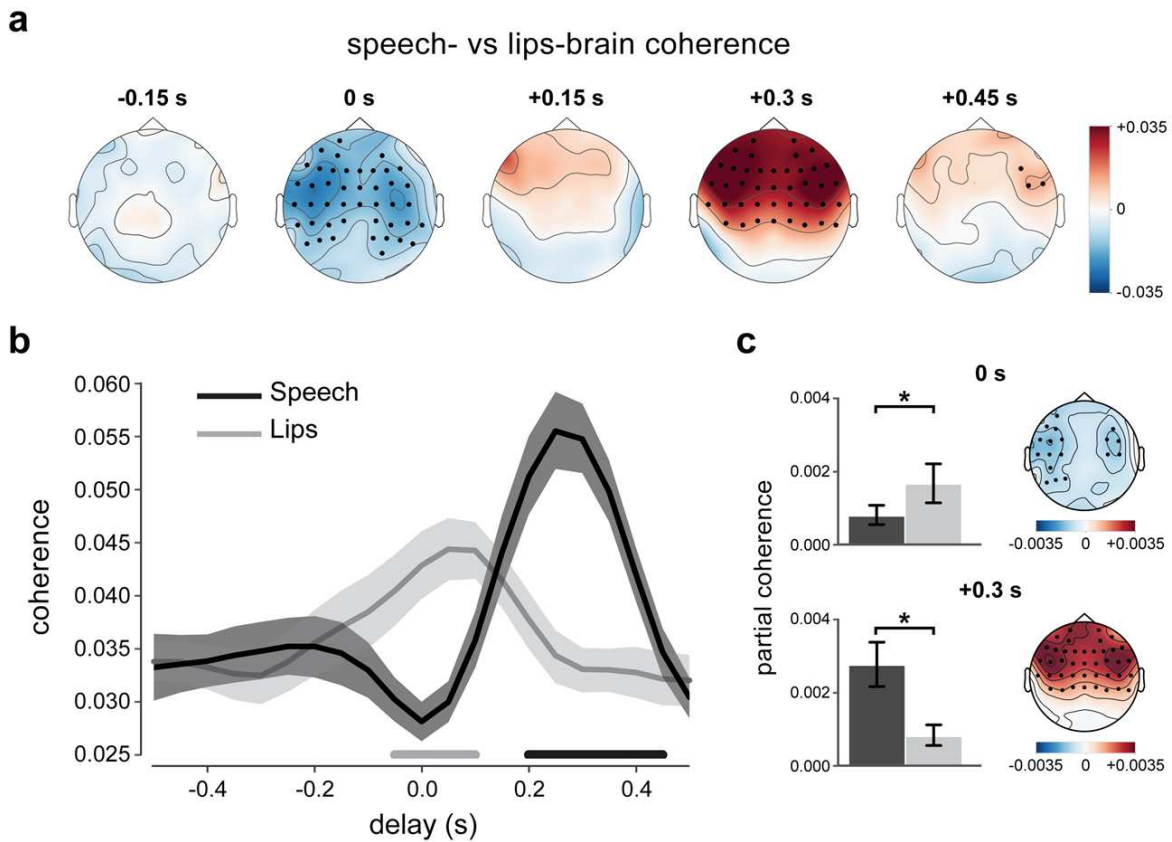 a
speech- vs lips-brain coherence
-0.15 s
0 s
+0.15 s
+0.3 s
+0.45 s
+0.035
0
-0.035
b
0.060
0.055
0.050
0.045
0.040
0.035
0.030
0.025
coherence
Speech
Lips
-0.4
-0.2
0.0
0.2
0.4
delay (s)
c
0 s
0.004
0.002
0.000
*
-0.0035
0
+0.0035
partial coherence
+0.3 s
0.004
0.002
0.000
*
-0.0035
0
+0.0035